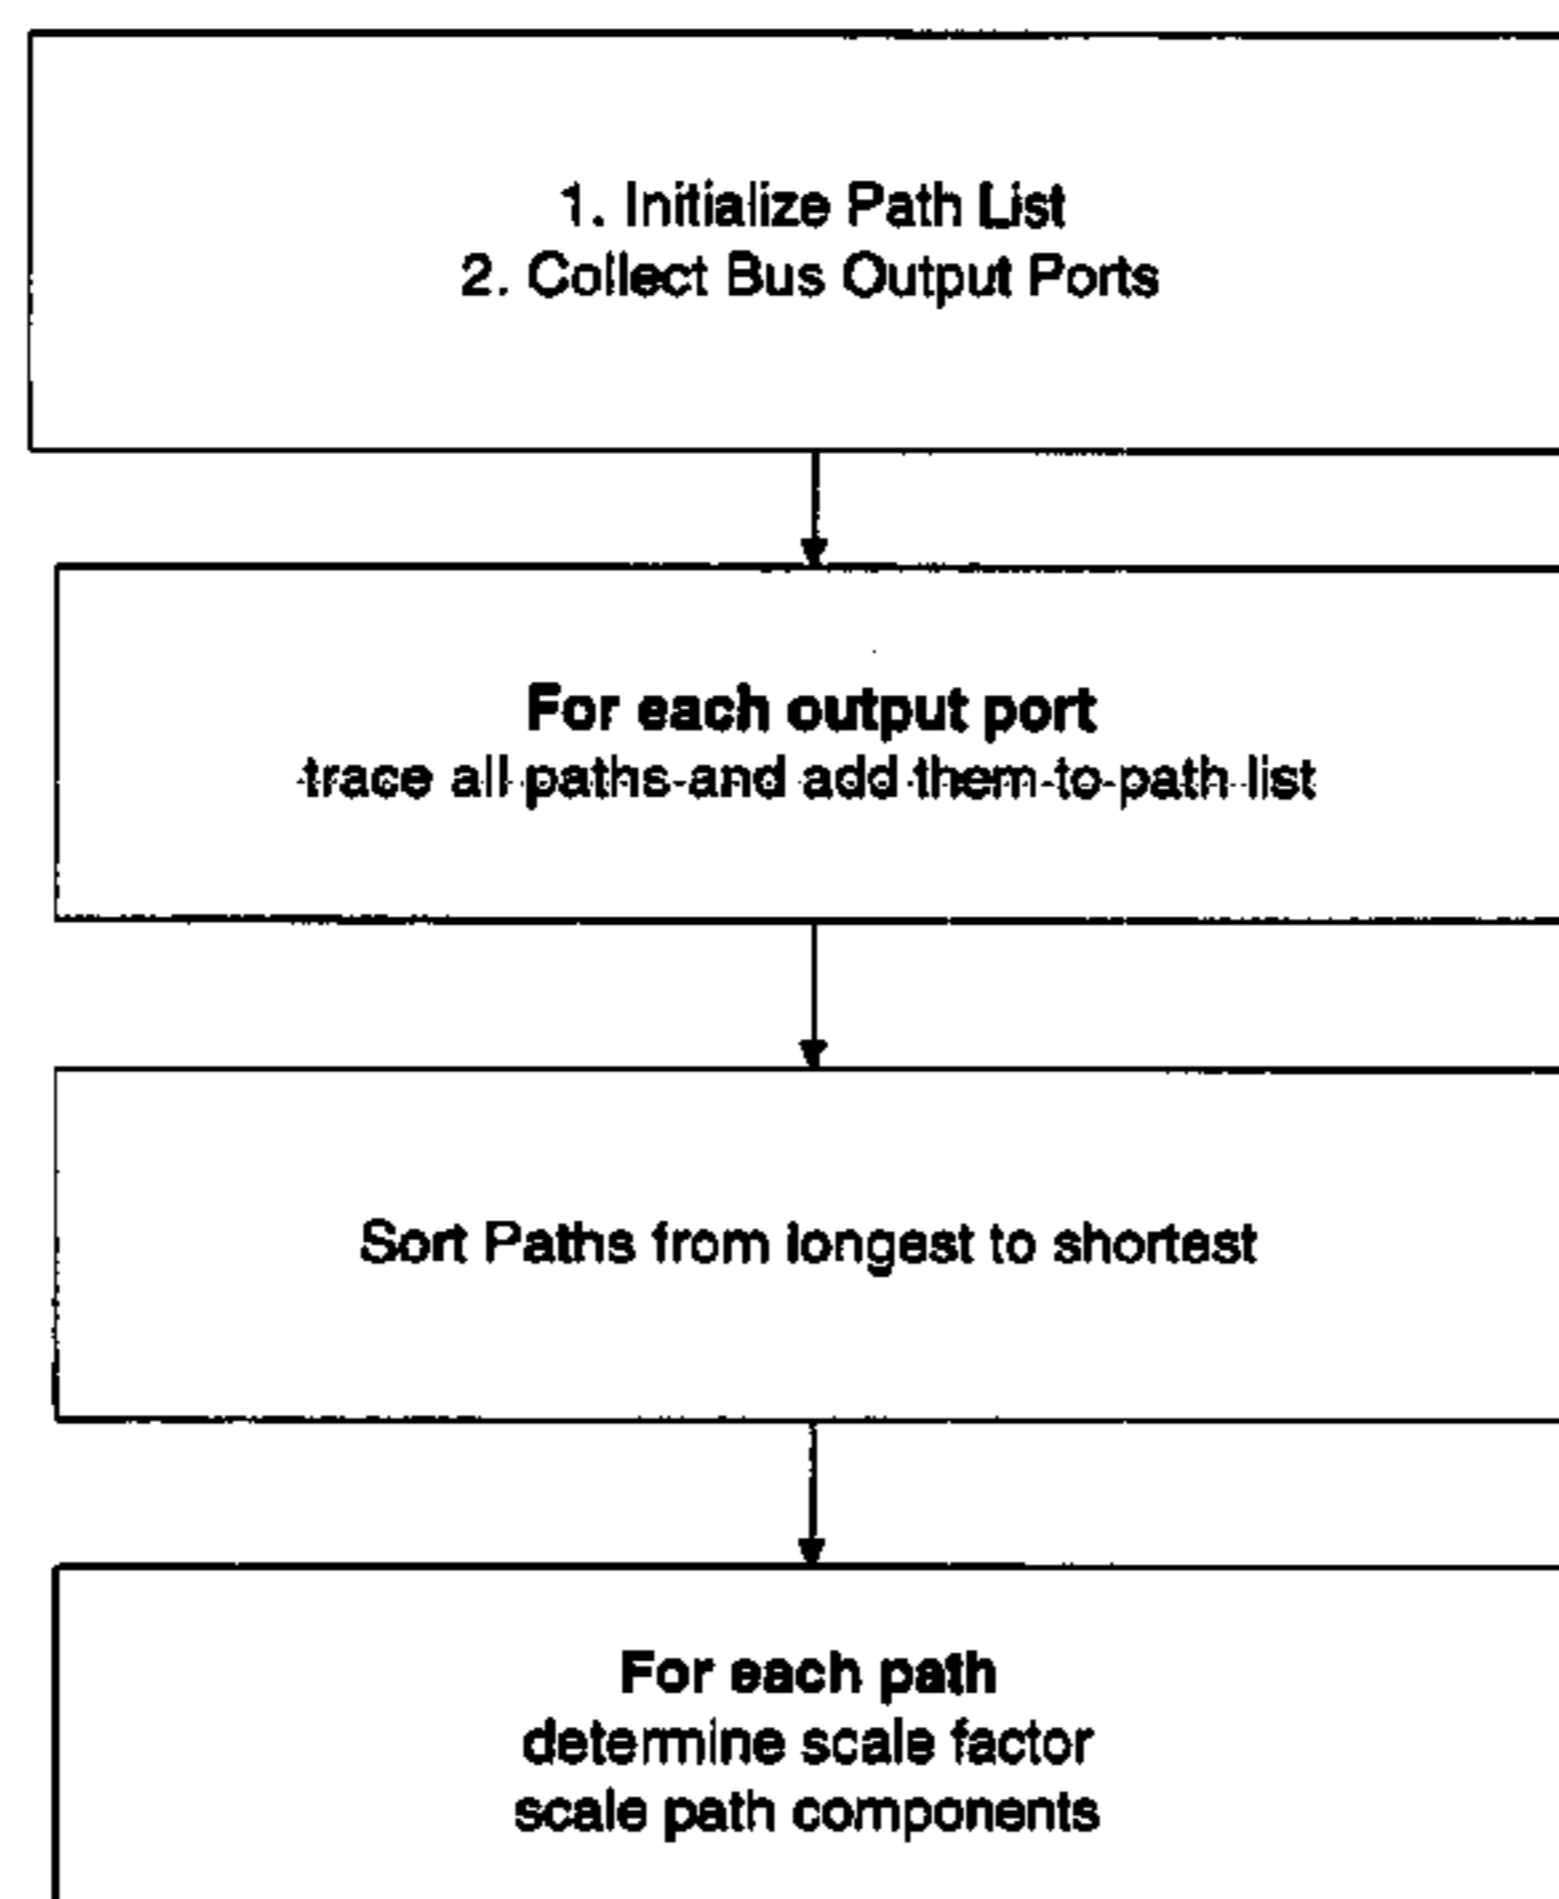 1. Initialize Path List
2. Collect Bus Output Ports
For each output port
trace all paths and add them to path list
Sort Paths from longest to shortest
For each path
determine scale factor
scale path components